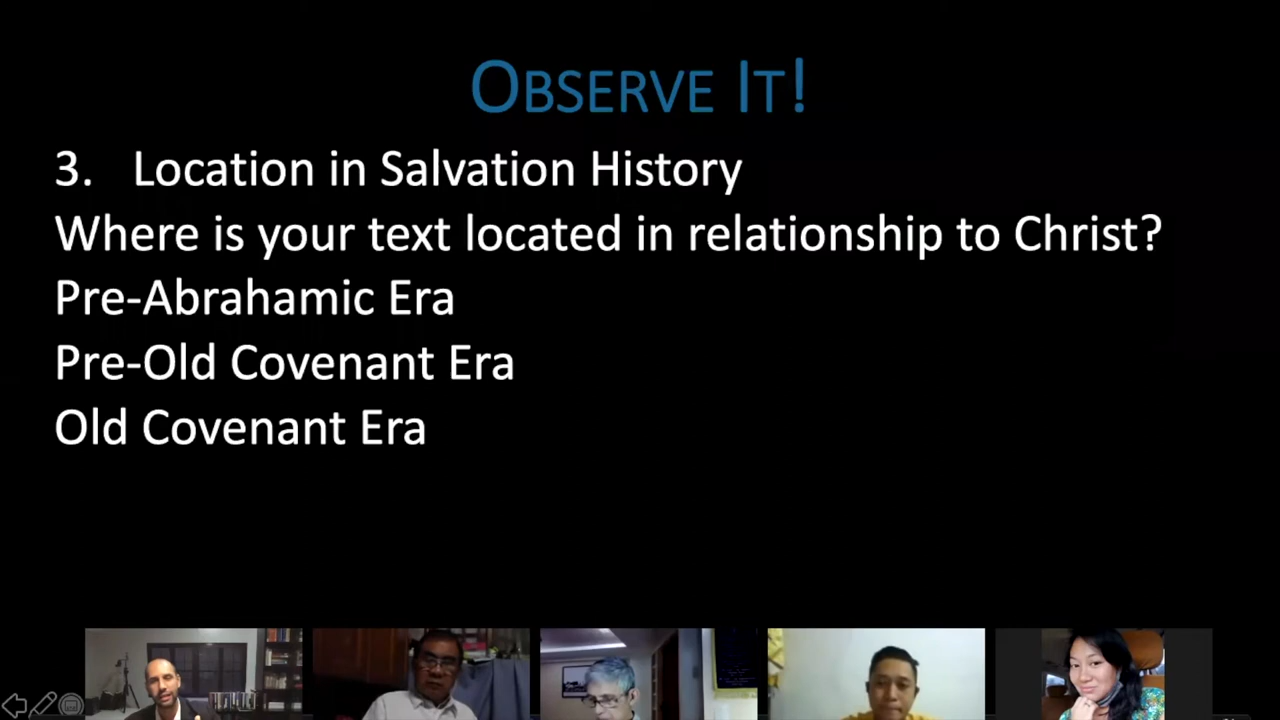 OBSERVE IT!
3. Location in Salvation History
Where is your text located in relationship to Christ?
Pre-Abrahamic Era
Pre-Old Covenant Era
Old Covenant Era